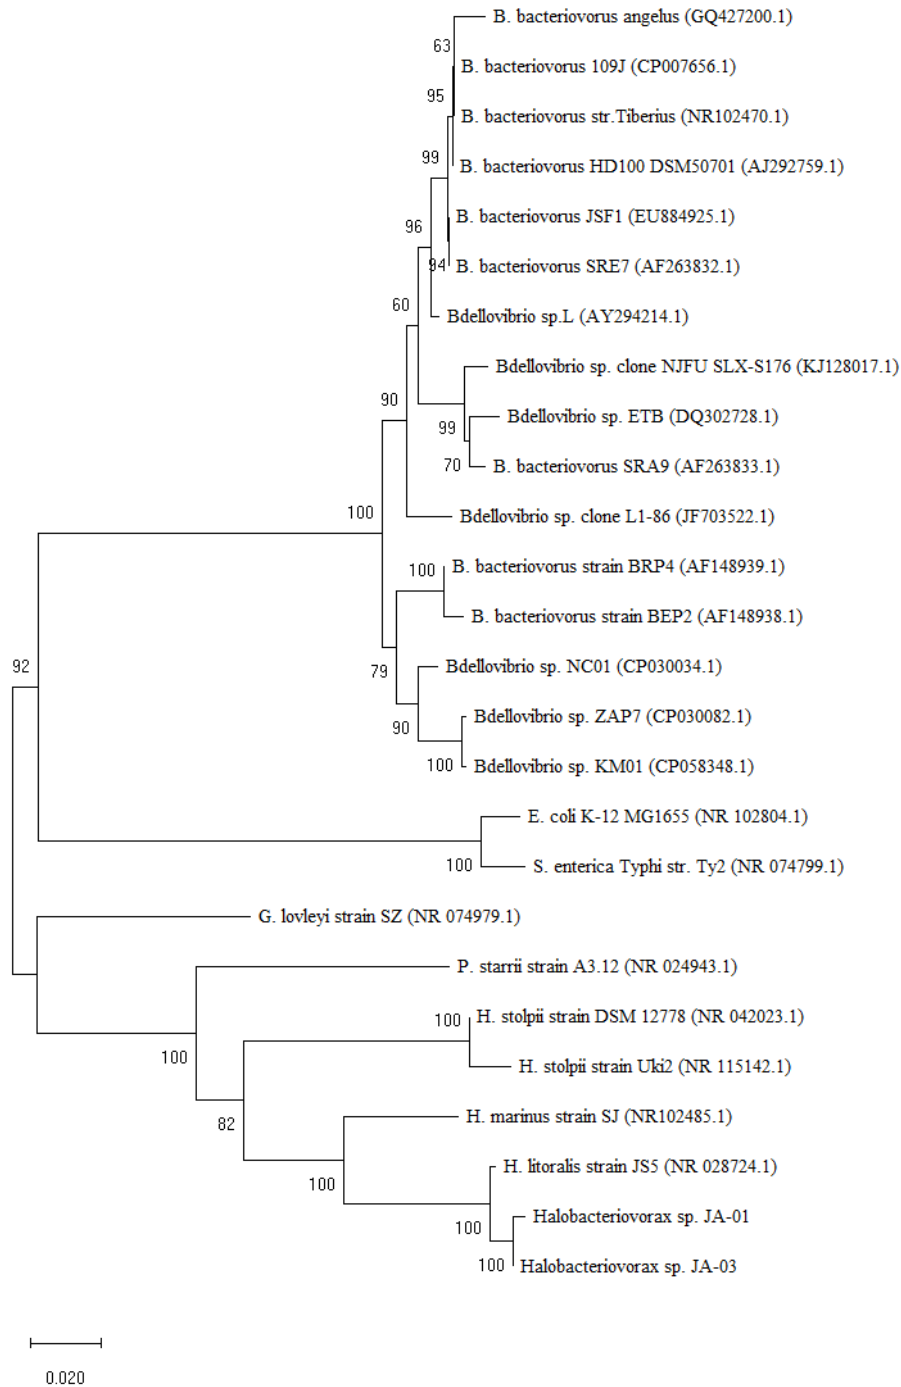 B. bacteriovorus angelus (GQ427200.1)
63
B. bacteriovorus 109J (CP007656.1)
95
B. bacteriovorus str.Tiberius (NR102470.1)
99
B. bacteriovorus HD100 DSM50701 (AJ292759.1)
B. bacteriovorus JSF1 (EU884925.1)
96
94
B. bacteriovorus SRE7 (AF263832.1)
60
Bdellovibrio sp.L (AY294214.1)
Bdellovibrio sp. clone NJFU SLX-S176 (KJ128017.1)
90
Bdellovibrio sp. ETB (DQ302728.1)
99
70
B. bacteriovorus SRA9 (AF263833.1)
100
Bdellovibrio sp. clone L1-86 (JF703522.1)
100
B. bacteriovorus strain BRP4 (AF148939.1)
B. bacteriovorus strain BEP2 (AF148938.1)
92
79
Bdellovibrio sp. NC01 (CP030034.1)
90
Bdellovibrio sp. ZAP7 (CP030082.1)
100
Bdellovibrio sp. KM01 (CP058348.1)
E. coli K-12 MG1655 (NR 102804.1)
100
S. enterica Typhi str. Ty2 (NR 074799.1)
G. lovleyi strain SZ (NR 074979.1)
P. starrii strain A3.12 (NR 024943.1)
100
H. stolpii strain DSM 12778 (NR 042023.1)
100
H. stolpii strain Uki2 (NR 115142.1)
82
H. marinus strain SJ (NR102485.1)
100
H. litoralis strain JS5 (NR 028724.1)
100
Halobacteriovorax sp. JA-01
100
Halobacteriovorax sp. JA-03
0.020